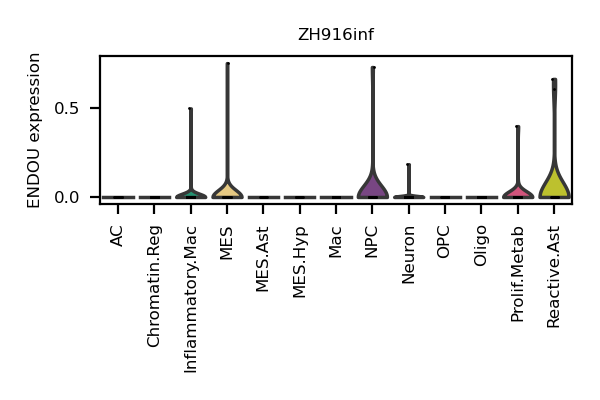 ZH916inf
ENDOU expression
0.5
0.0
AC
Chromatin.Reg
Inflammatory.Mac
MES
MES.Ast
MES.Hyp
Mac
NPC
Neuron
OPC
Oligo
Prolif.Metab
Reactive.Ast